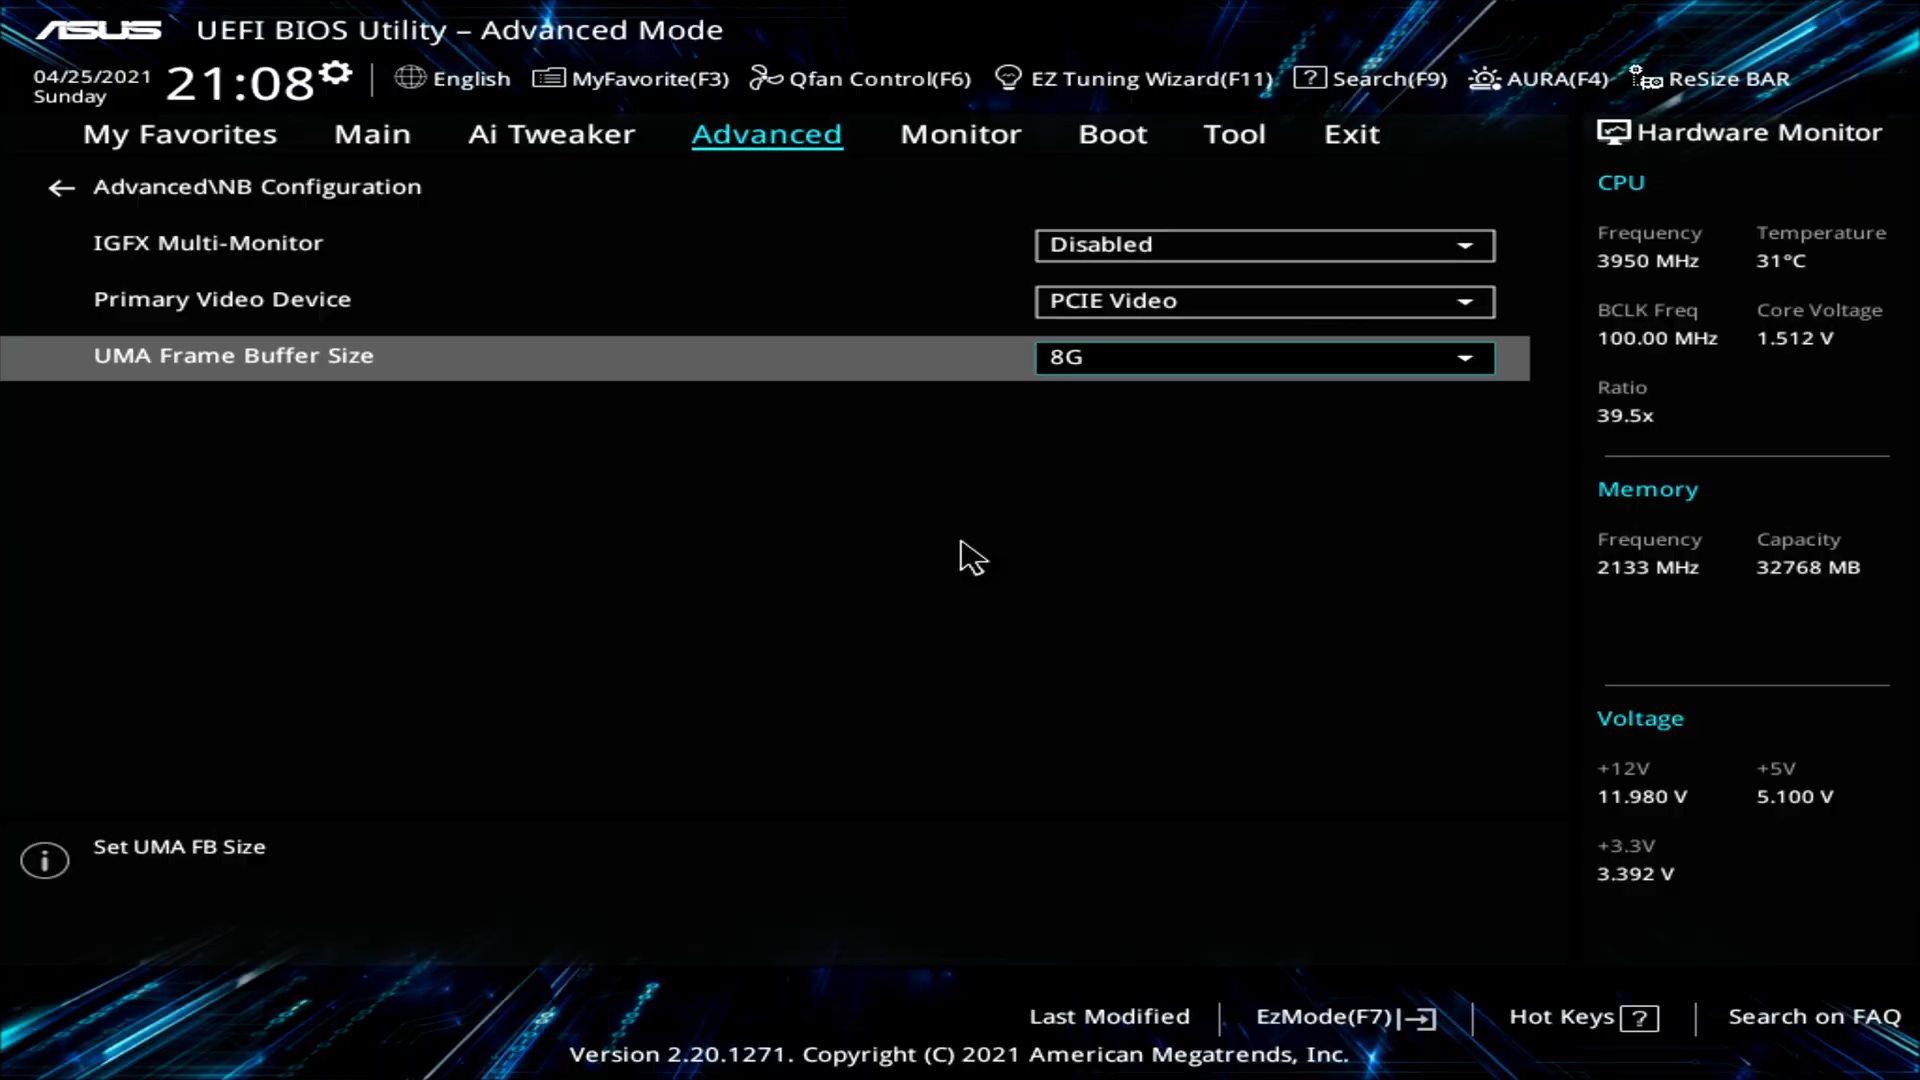 ASUS UEFI BIOS Utility – Advanced Mode
04/25/2021
Sunday
21:08
English MyFavorite(F3) Qfan Control(F6) EZ Tuning Wizard(F11) ? Search(F9) AURA(F4) ReSize BAR
My Favorites Main Ai Tweaker Advanced Monitor Boot Tool Exit
Advanced\NB Configuration
IGFX Multi-Monitor Disabled
Primary Video Device PCIE Video
UMA Frame Buffer Size 8G
Set UMA FB Size
Hardware Monitor
CPU
Frequency Temperature
3950 MHz 31°C
BCLK Freq Core Voltage
100.00 MHz 1.512 V
Ratio
39.5x
Memory
Frequency Capacity
2133 MHz 32768 MB
Voltage
+12V +5V
11.980 V 5.100 V
+3.3V
3.392 V
Last Modified EzMode(F7) Hot Keys ? Search on FAQ
Version 2.20.1271. Copyright (C) 2021 American Megatrends, Inc.